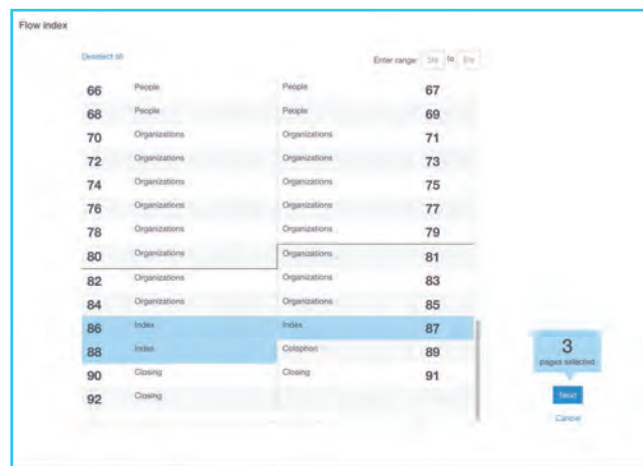 Flow index
Deselect all
Enter range: to
66 People People 67
68 People People 69
70 Organizations Organizations 71
72 Organizations Organizations 73
74 Organizations Organizations 75
76 Organizations Organizations 77
78 Organizations Organizations 79
80 Organizations Organizations 81
82 Organizations Organizations 83
84 Organizations Organizations 85
86 Index Index 87
88 Index Colophon 89
90 Closing Closing 91
92 Closing
3
pages selected
Next
Cancel